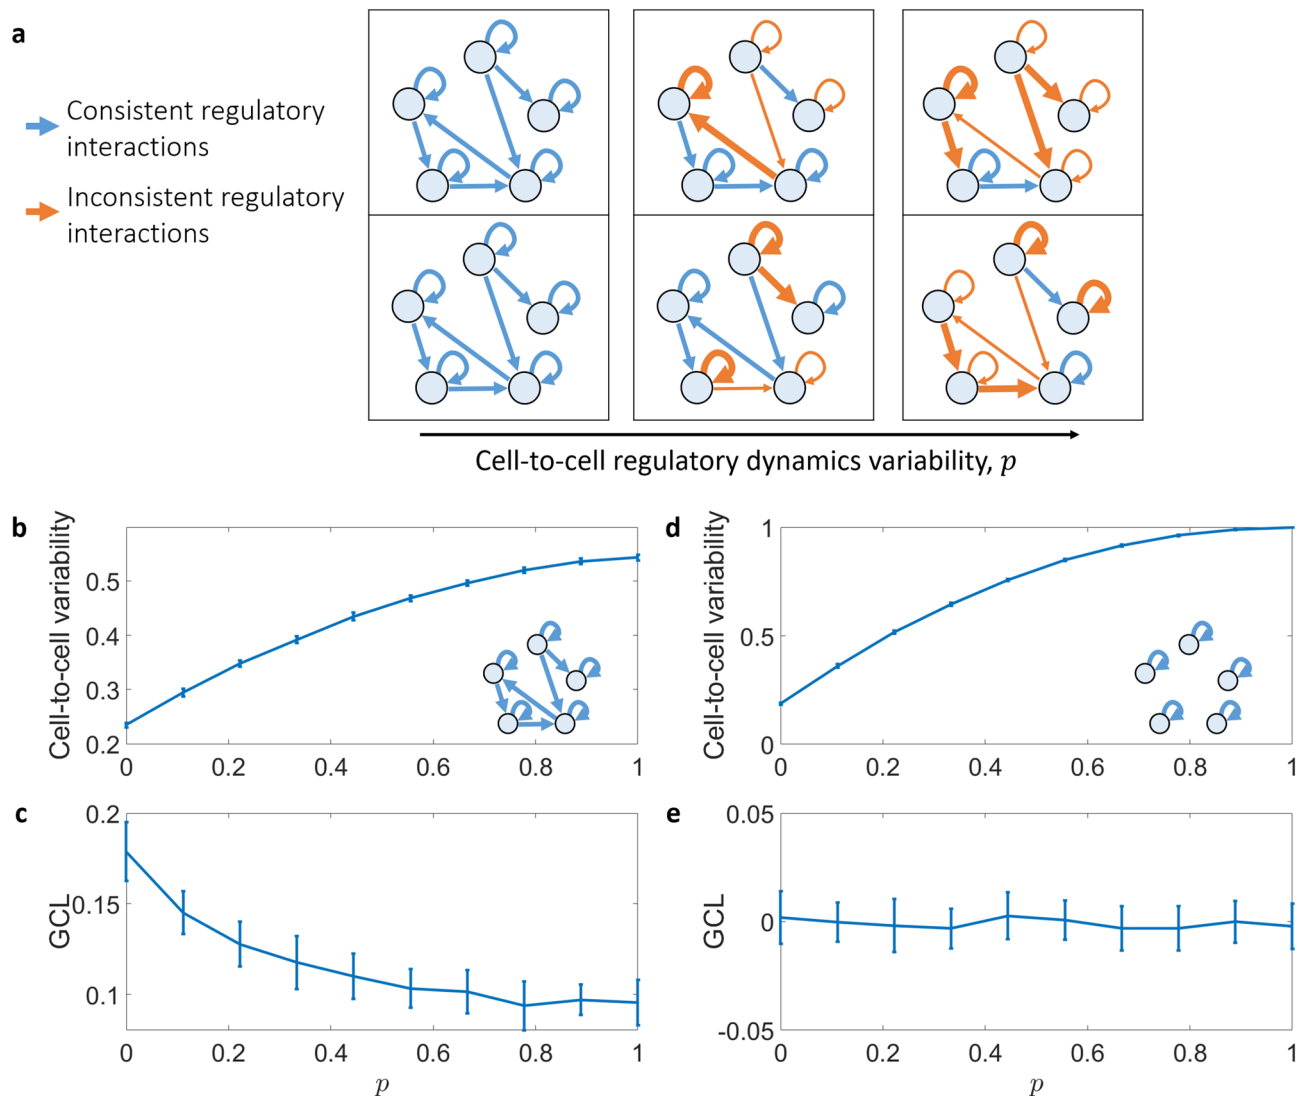 a
Consistent regulatory
interactions
Inconsistent regulatory
interactions
Cell-to-cell regulatory dynamics variability, p
b
Cell-to-cell variability
0.5
0.4
0.3
0.2
0 0.2 0.4 0.6 0.8 1
d
Cell-to-cell variability
1
0.5
0
0 0.2 0.4 0.6 0.8 1
c
GCL
0.2
0.15
0.1
0 0.2 0.4 0.6 0.8 1
p
e
GCL
0.05
0
-0.05
0 0.2 0.4 0.6 0.8 1
p